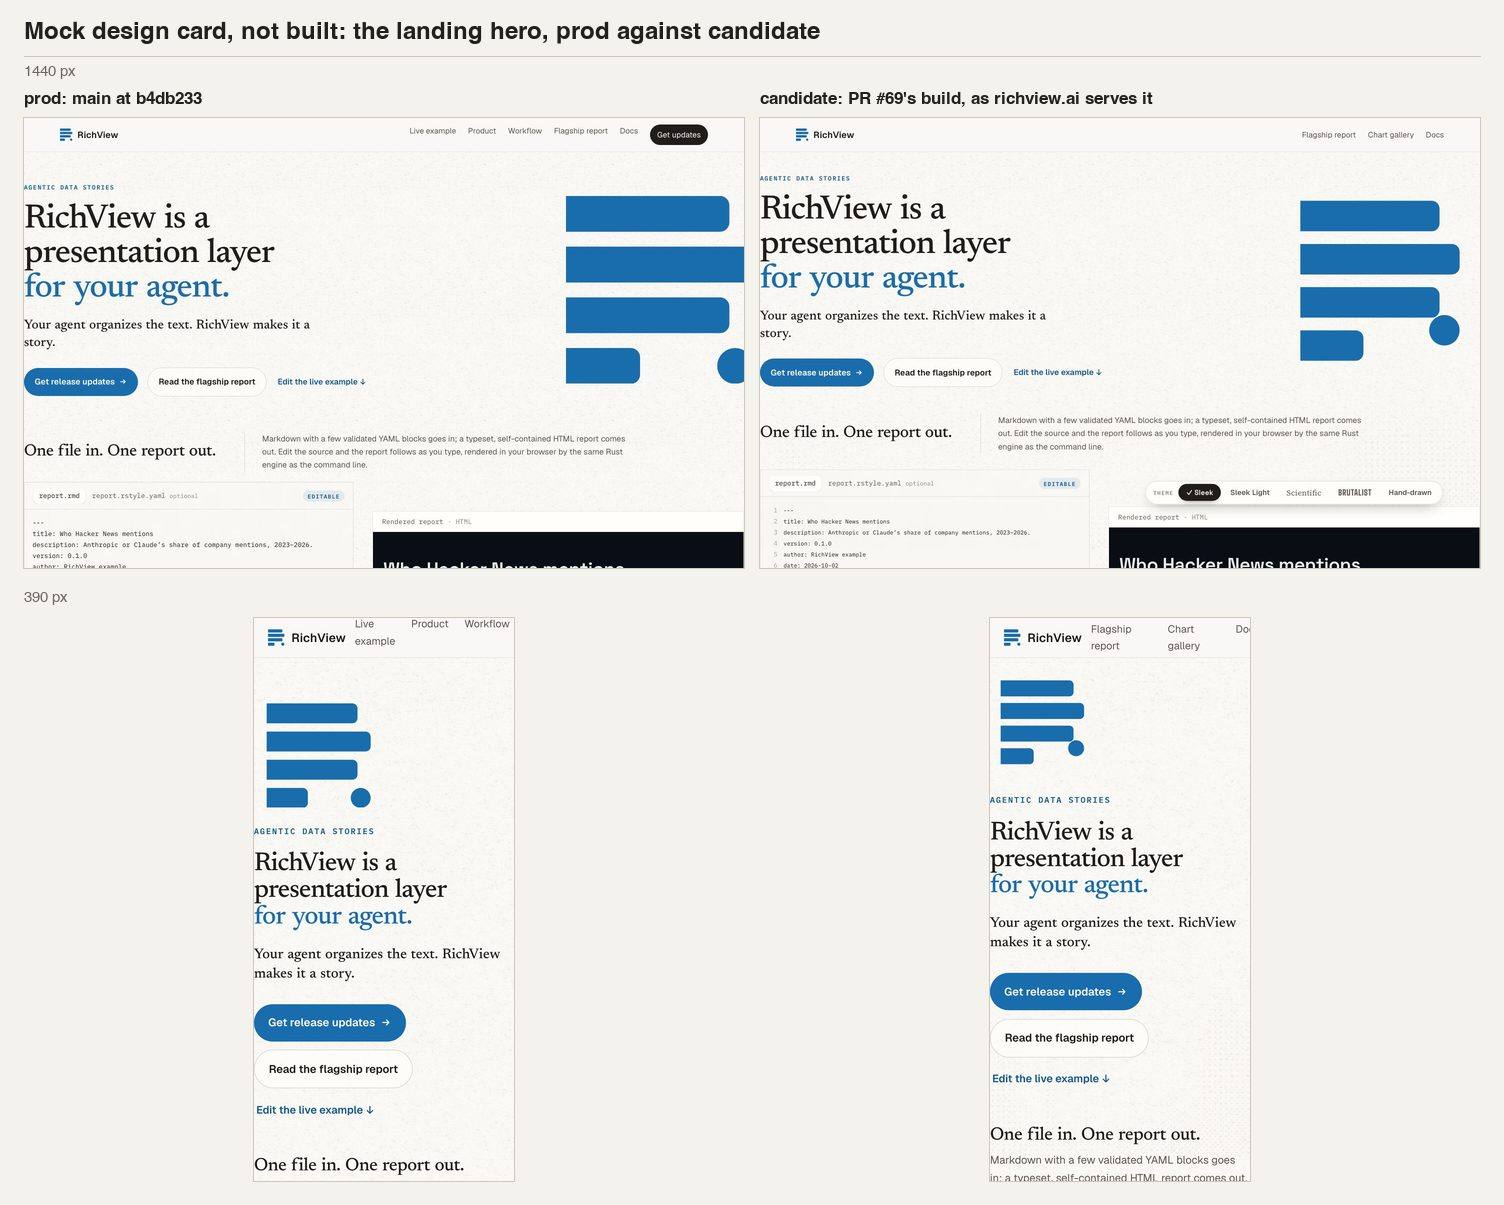 Mock design card, not built: the landing hero, prod against candidate
1440 px
prod: main at b4db233
RichView
Live example Product Workflow Flagship report Docs Get updates
AGENTIC DATA STORIES
RichView is a
presentation layer
for your agent.
Your agent organizes the text. RichView makes it a
story.
Get release updates → Read the flagship report Edit the live example ↓
One file in. One report out.
Markdown with a few validated YAML blocks goes in; a typeset, self-contained HTML report comes
out. Edit the source and the report follows as you type, rendered in your browser by the same Rust
engine as the command line.
report.rmd report.rstyle.yaml optional EDITABLE
---
title: Who Hacker News mentions
description: Anthropic or Claude's share of company mentions, 2023–2026.
version: 0.1.0
author: RichView example
Rendered report · HTML
Who Hacker News mentions
candidate: PR #69's build, as richview.ai serves it
RichView
Flagship report Chart gallery Docs
AGENTIC DATA STORIES
RichView is a
presentation layer
for your agent.
Your agent organizes the text. RichView makes it a
story.
Get release updates → Read the flagship report Edit the live example ↓
One file in. One report out.
Markdown with a few validated YAML blocks goes in; a typeset, self-contained HTML report comes
out. Edit the source and the report follows as you type, rendered in your browser by the same Rust
engine as the command line.
report.rmd report.rstyle.yaml optional EDITABLE
1 ---
2 title: Who Hacker News mentions
3 description: Anthropic or Claude's share of company mentions, 2023–2026.
4 version: 0.1.0
5 author: RichView example
6 date: 2026-10-02
THEME ✓ Sleek Sleek Light Scientific BRUTALIST Hand-drawn
Rendered report · HTML
Who Hacker News mentions
390 px
RichView
Live
example
Product Workflow
AGENTIC DATA STORIES
RichView is a
presentation layer
for your agent.
Your agent organizes the text. RichView
makes it a story.
Get release updates →
Read the flagship report
Edit the live example ↓
One file in. One report out.
RichView
Flagship
report
Chart
gallery
AGENTIC DATA STORIES
RichView is a
presentation layer
for your agent.
Your agent organizes the text. RichView
makes it a story.
Get release updates →
Read the flagship report
Edit the live example ↓
One file in. One report out.
Markdown with a few validated YAML blocks goes
in; a typeset, self-contained HTML report comes out.